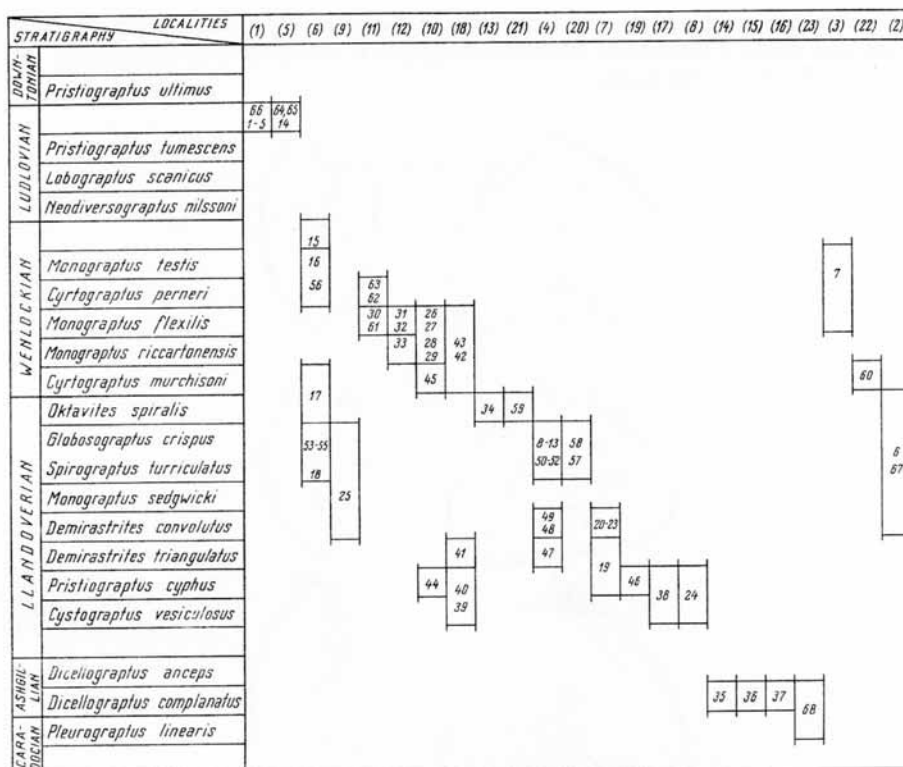 LOCALITIES
STRATIGRAPHY
(1) (5) (6) (9) (11) (12) (10) (18) (13) (21) (4) (20) (7) (19) (17) (8) (14) (15) (16) (23) (3) (22) (2)
DOWN-
TONIAN
Pristiograptus ultimus
LUDLOVIAN
66 64,65
1-5 14
Pristiograptus tumescens
Lobograptus scanicus
Neodiversograptus nilssoni
WENLOCKIAN
15
Monograptus testis 16 7
56 63
Cyrtograptus perneri 62
30 31 26
Monograptus flexilis 61 32 27
33 28 43
Monograptus riccartonensis 29 42
Cyrtograptus murchisoni 45 60
LLANDOVERIAN
17
Oktavites spiralis 34 59
Globosograptus crispus 53-55 8-13 58 6
Spirograptus turriculatus 18 50-52 57 67
Monograptus sedgwicki 25
49
Demirastrites convolutus 48 20-23
Demirastrites triangulatus 41 47
19
Pristiograptus cyphus 44 40 46
38 24
Cystograptus vesiculosus 39
ASHGIL-
LIAN
Dicellograptus anceps
Dicellograptus complanatus 35 36 37 68
CARA-
DOCIAN
Pleurograptus linearis